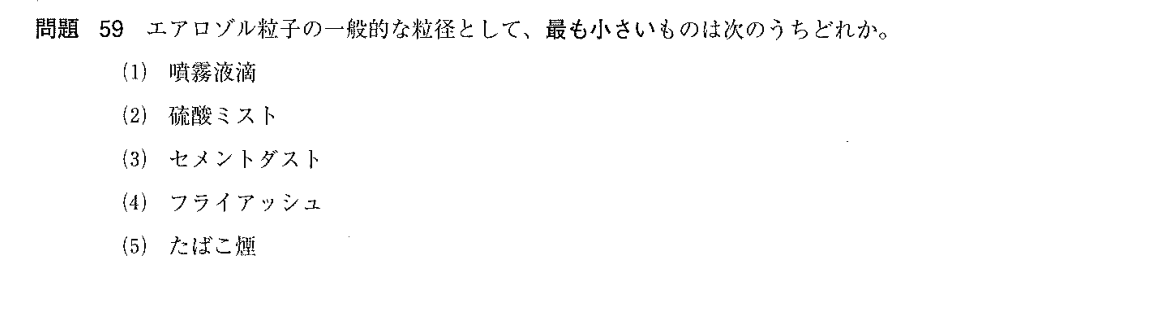 問題 59 エアロゾル粒子の一般的な粒径として、最も小さいものは次のうちどれか。
(1) 噴霧液滴
(2) 硫酸ミスト
(3) セメントダスト
(4) フライアッシュ
(5) たばこ煙